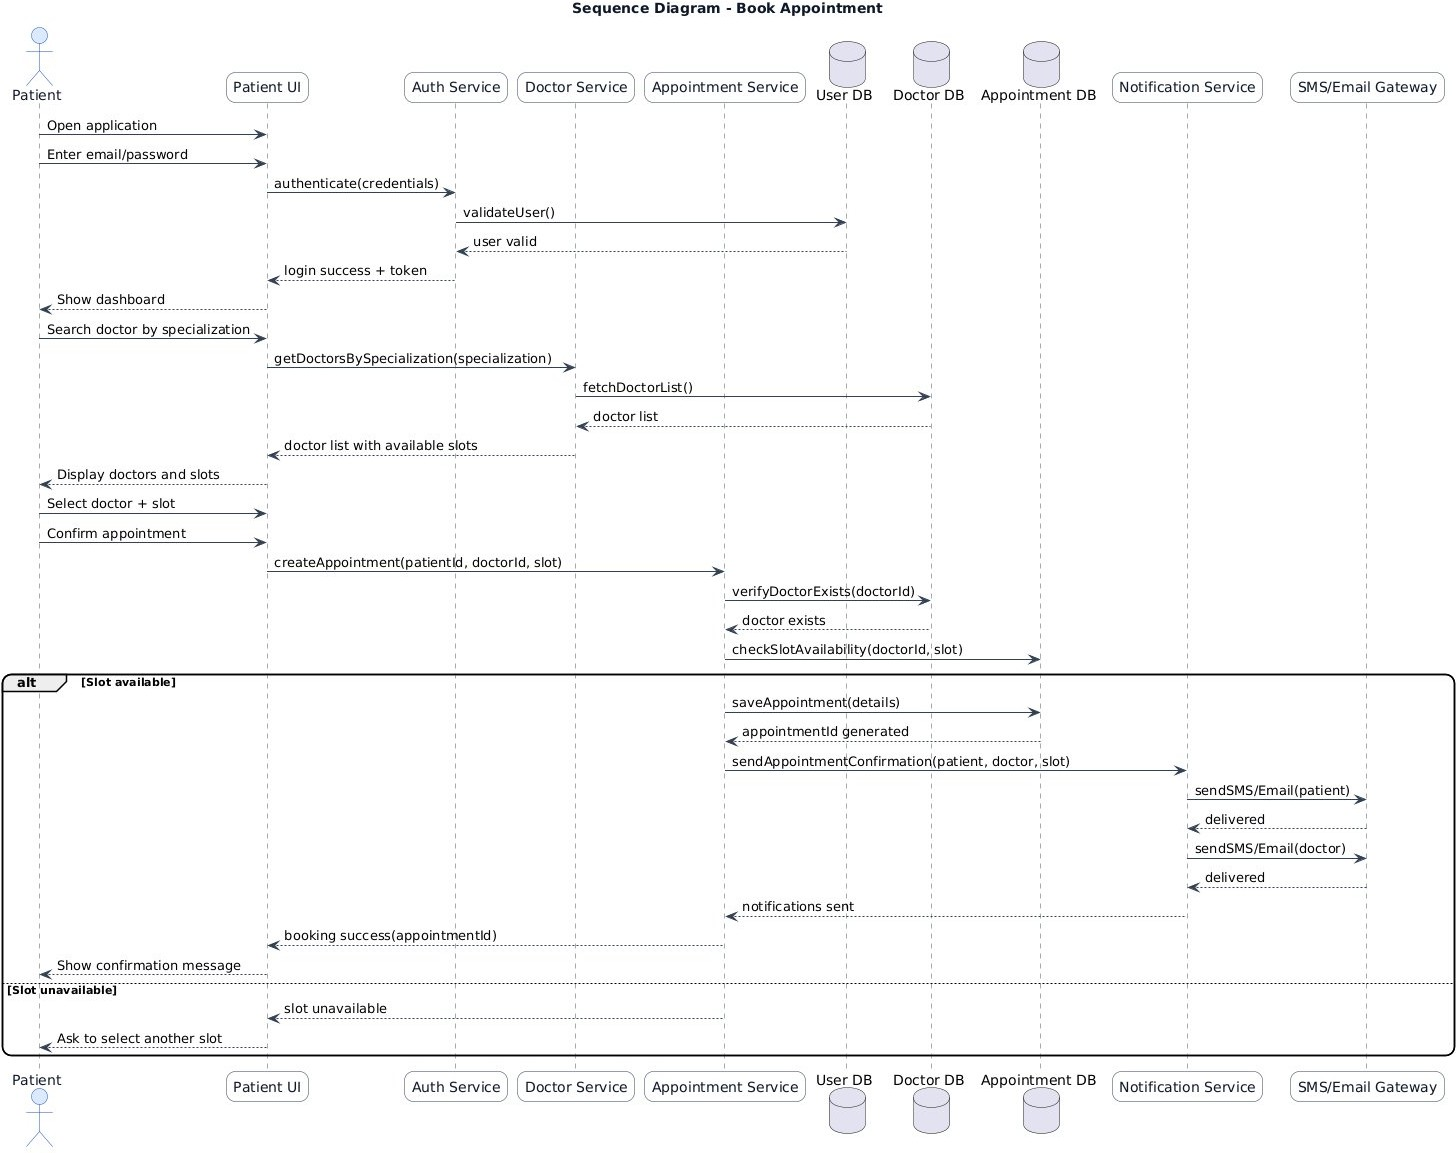 Sequence Diagram - Book Appointment
Patient
Patient UI
Auth Service
Doctor Service
Appointment Service
User DB
Doctor DB
Appointment DB
Notification Service
SMS/Email Gateway
Open application
Enter email/password
authenticate(credentials)
validateUser()
user valid
login success + token
Show dashboard
Search doctor by specialization
getDoctorsBySpecialization(specialization)
fetchDoctorList()
doctor list
doctor list with available slots
Display doctors and slots
Select doctor + slot
Confirm appointment
createAppointment(patientId, doctorId, slot)
verifyDoctorExists(doctorId)
doctor exists
checkSlotAvailability(doctorId, slot)
alt
[Slot available]
saveAppointment(details)
appointmentId generated
sendAppointmentConfirmation(patient, doctor, slot)
sendSMS/Email(patient)
delivered
sendSMS/Email(doctor)
delivered
notifications sent
booking success(appointmentId)
Show confirmation message
[Slot unavailable]
slot unavailable
Ask to select another slot
Patient
Patient UI
Auth Service
Doctor Service
Appointment Service
User DB
Doctor DB
Appointment DB
Notification Service
SMS/Email Gateway